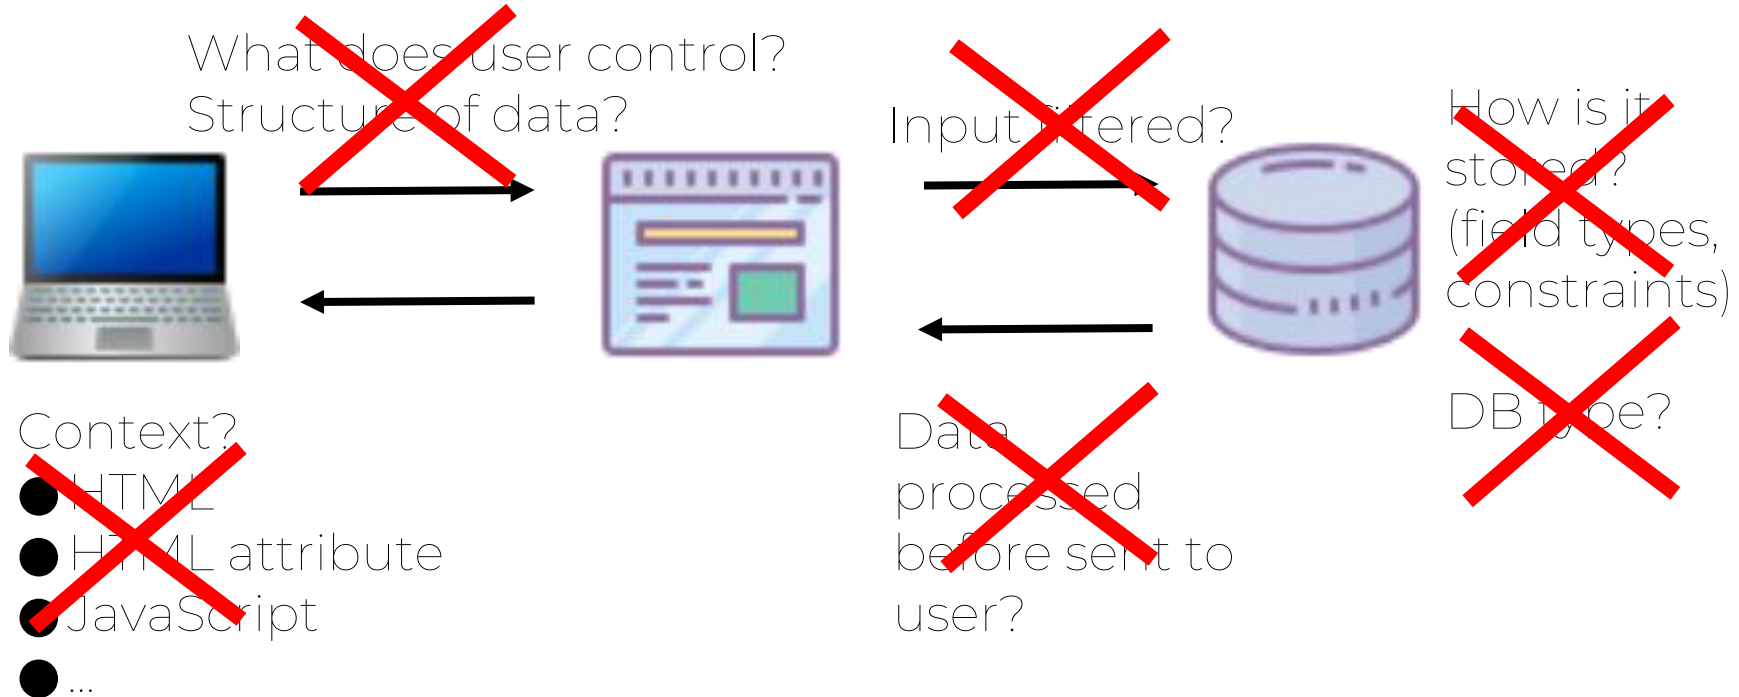 What does user control?
Structure of data?
Input filtered?
How is it
stored?
(field types,
constraints)
DB type?
Context?
HTML
HTML attribute
JavaScript
...
Data
processed
before sent to
user?